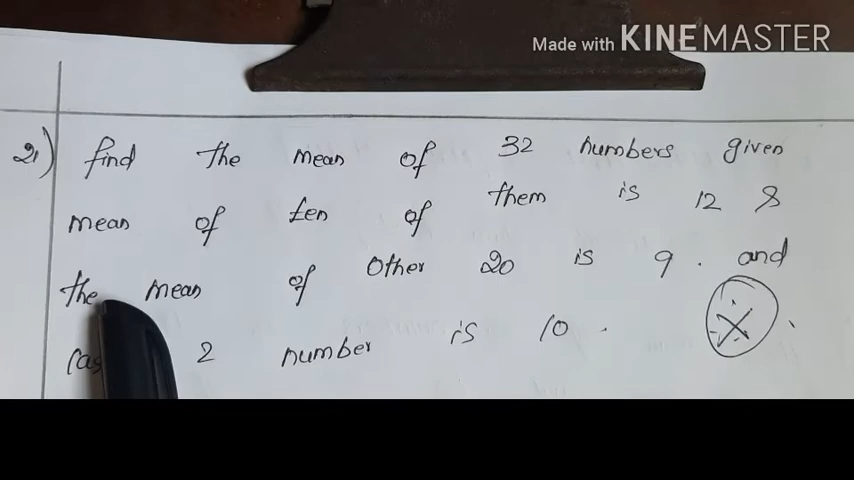 Made with KINEMASTER
21) find the mean of 32 numbers given
mean of ten of them is 12 &
the mean of other 20 is 9. and
2 number is 10.